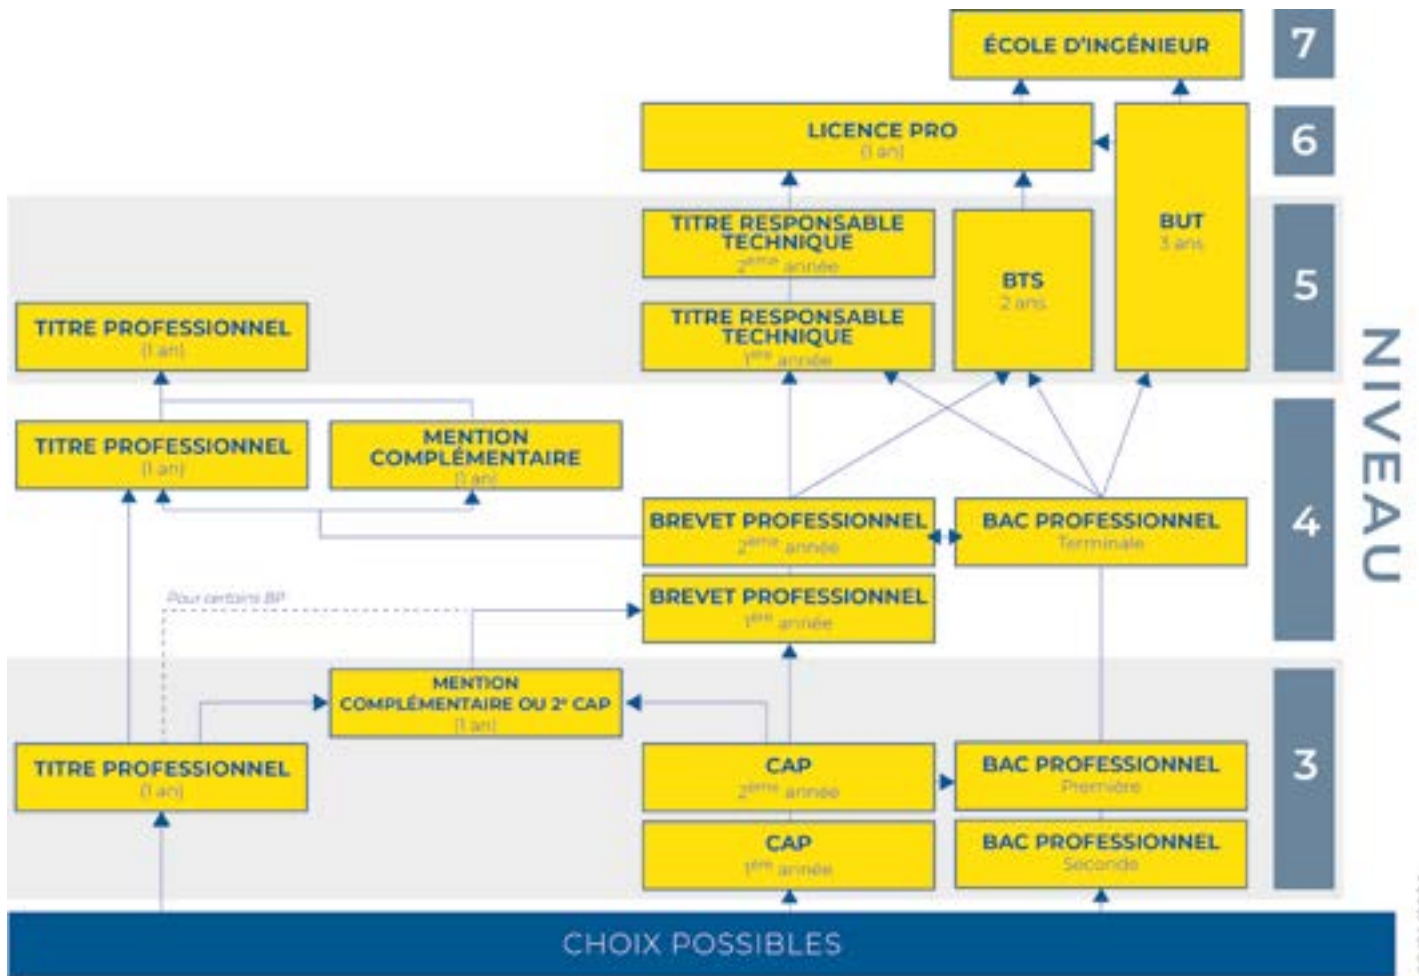 ÉCOLE D'INGÉNIEUR
7
LICENCE PRO
(1 an)
6
TITRE RESPONSABLE
TECHNIQUE
2ème année
BUT
3 ans
BTS
2 ans
5
TITRE PROFESSIONNEL
(1 an)
TITRE RESPONSABLE
TECHNIQUE
1ère année
NIVEAU
TITRE PROFESSIONNEL
(1 an)
MENTION
COMPLÉMENTAIRE
(1 an)
BREVET PROFESSIONNEL
2ème année
BAC PROFESSIONNEL
Terminale
4
Pour certains BP
BREVET PROFESSIONNEL
1ère année
MENTION
COMPLÉMENTAIRE OU 2e CAP
(1 an)
TITRE PROFESSIONNEL
(1 an)
CAP
2ème année
BAC PROFESSIONNEL
Première
3
CAP
1ère année
BAC PROFESSIONNEL
Seconde
CHOIX POSSIBLES